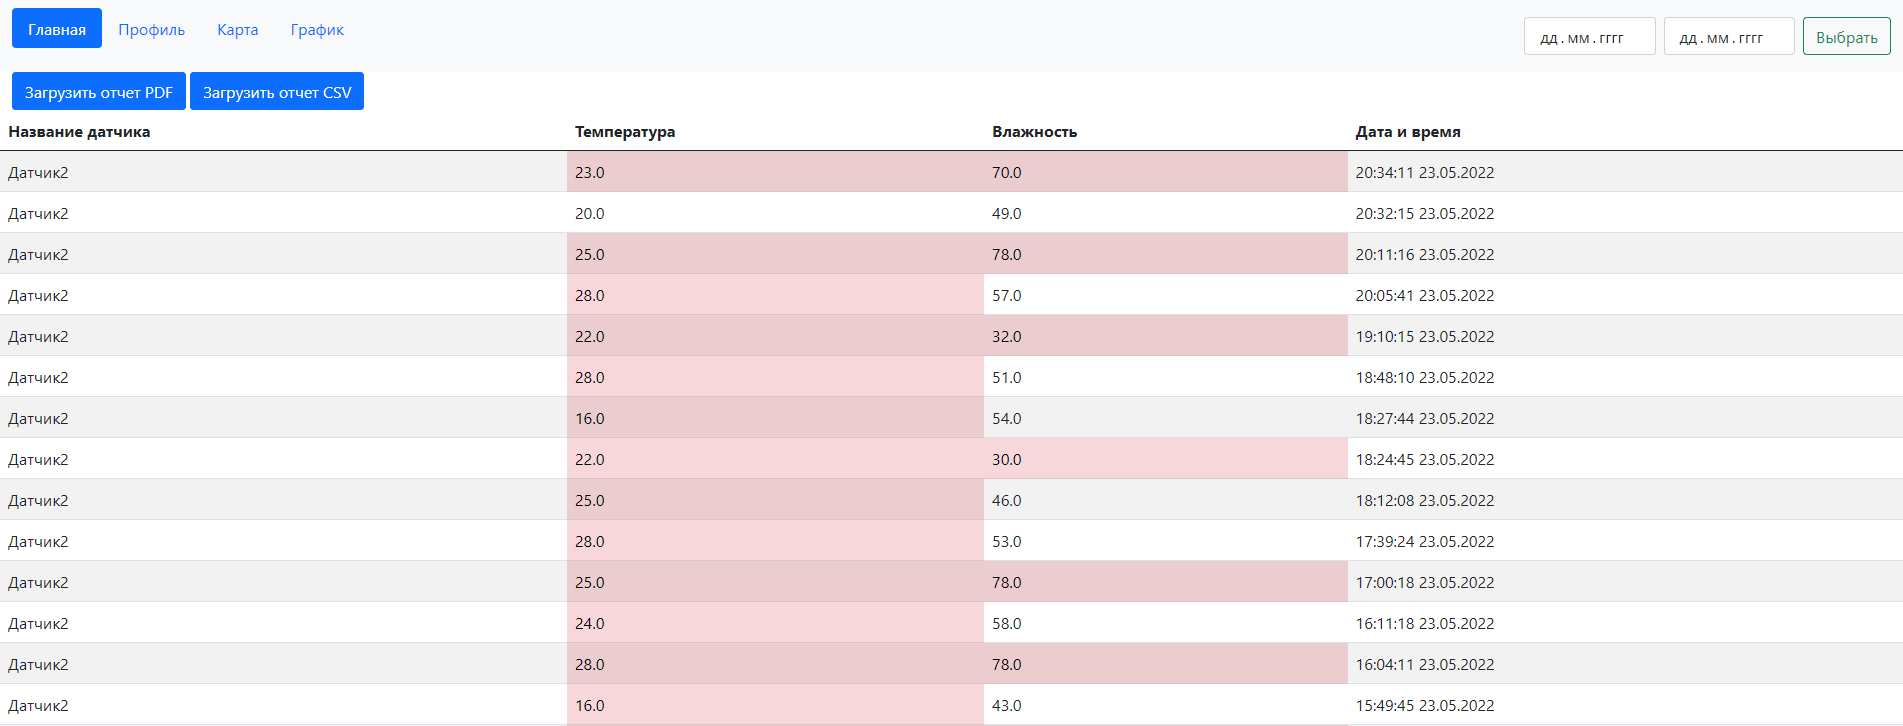 Главная Профиль Карта График дд.мм.гггг дд.мм.гггг Выбрать
Загрузить отчет PDF Загрузить отчет CSV
Название датчика Температура Влажность Дата и время
Датчик2 23.0 70.0 20:34:11 23.05.2022
Датчик2 20.0 49.0 20:32:15 23.05.2022
Датчик2 25.0 78.0 20:11:16 23.05.2022
Датчик2 28.0 57.0 20:05:41 23.05.2022
Датчик2 22.0 32.0 19:10:15 23.05.2022
Датчик2 28.0 51.0 18:48:10 23.05.2022
Датчик2 16.0 54.0 18:27:44 23.05.2022
Датчик2 22.0 30.0 18:24:45 23.05.2022
Датчик2 25.0 46.0 18:12:08 23.05.2022
Датчик2 28.0 53.0 17:39:24 23.05.2022
Датчик2 25.0 78.0 17:00:18 23.05.2022
Датчик2 24.0 58.0 16:11:18 23.05.2022
Датчик2 28.0 78.0 16:04:11 23.05.2022
Датчик2 16.0 43.0 15:49:45 23.05.2022